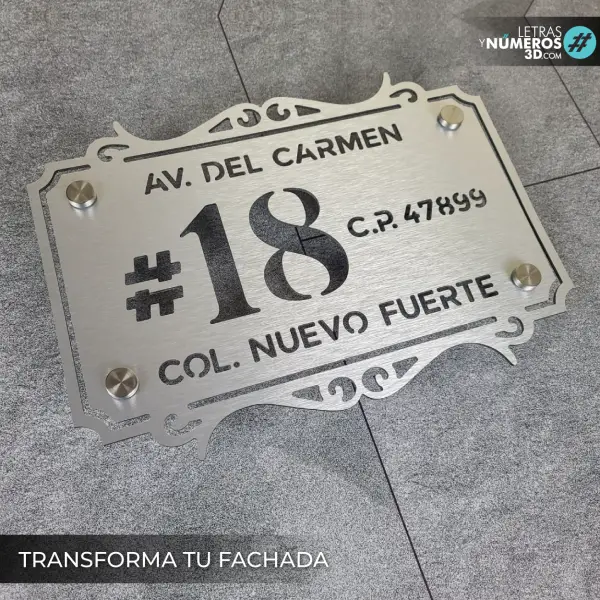 LETRAS
Y NÚMEROS
3D.COM
#
AV. DEL CARMEN
#18
C.P. 47899
COL. NUEVO FUERTE
TRANSFORMA TU FACHADA